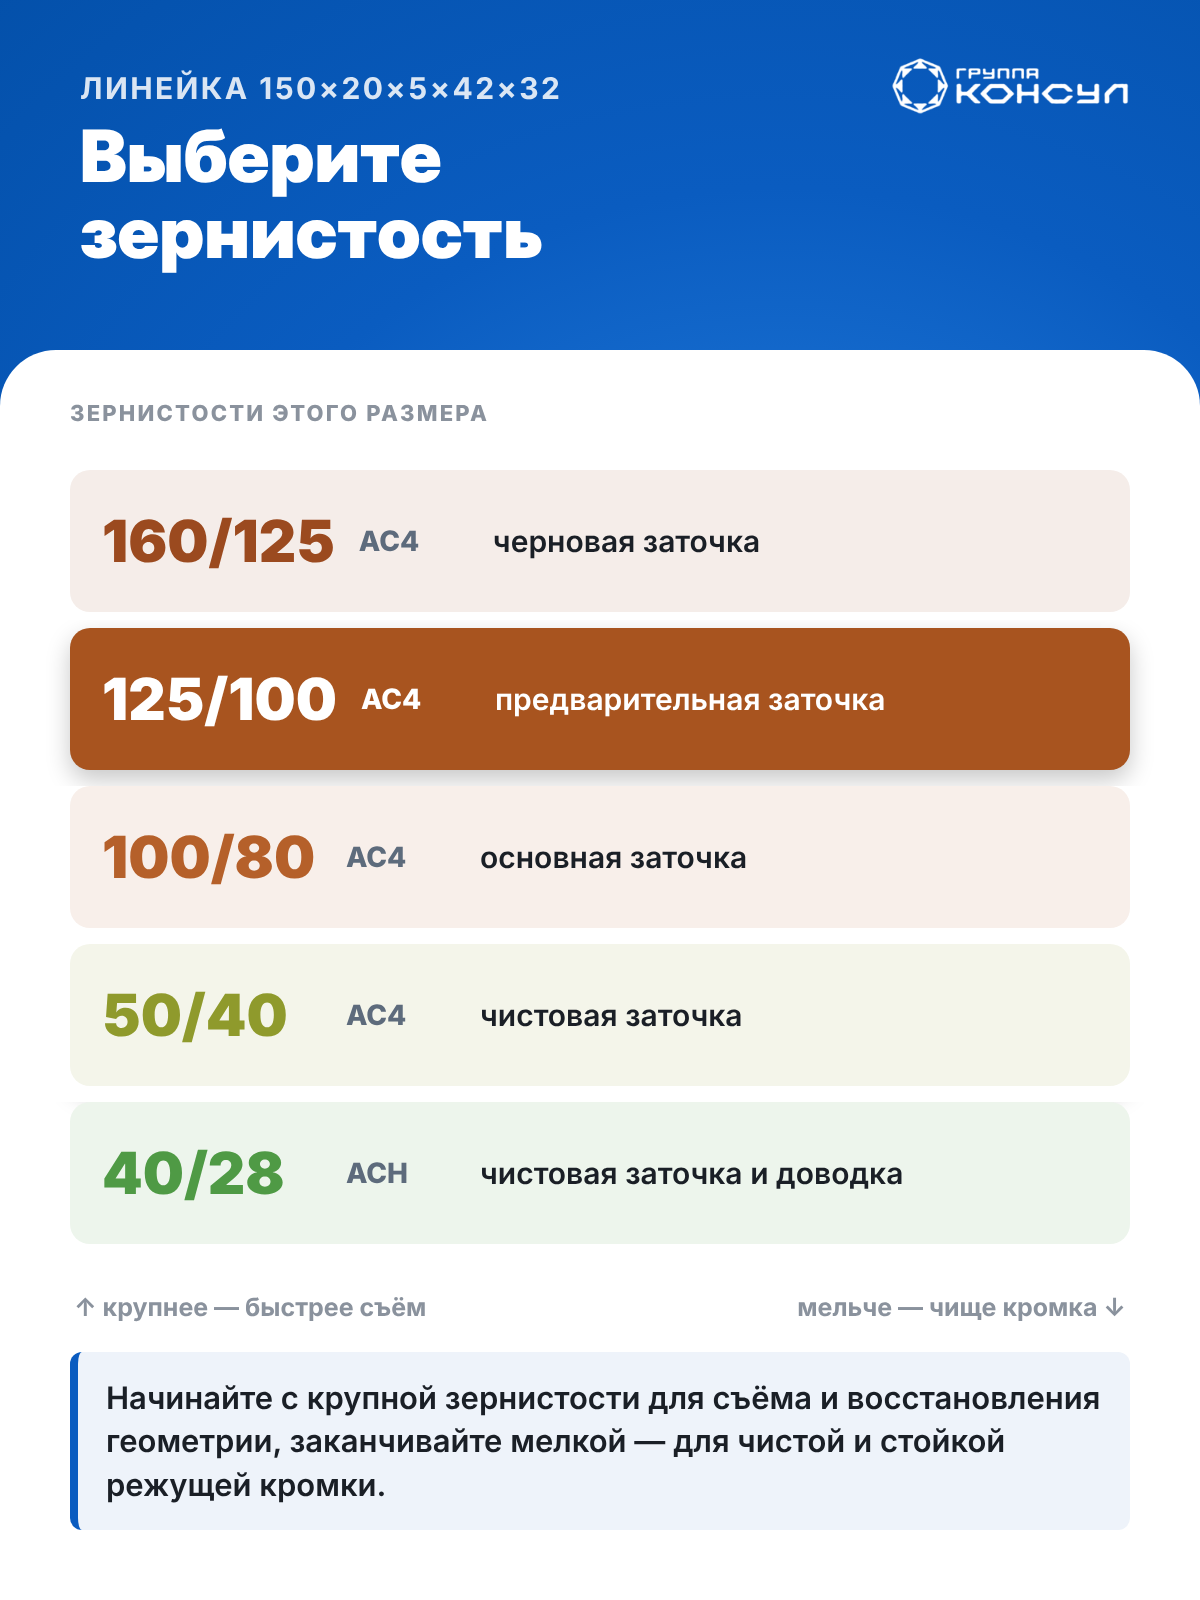 ЛИНЕЙКА 150×20×5×42×32
ГРУППА
КОНСУЛ
Выберите
зернистость
ЗЕРНИСТОСТИ ЭТОГО РАЗМЕРА
160/125 АС4 черновая заточка
125/100 АС4 предварительная заточка
100/80 АС4 основная заточка
50/40 АС4 чистовая заточка
40/28 АСН чистовая заточка и доводка
↑ крупнее — быстрее съём
мельче — чище кромка ↓
Начинайте с крупной зернистости для съёма и восстановления
геометрии, заканчивайте мелкой — для чистой и стойкой
режущей кромки.